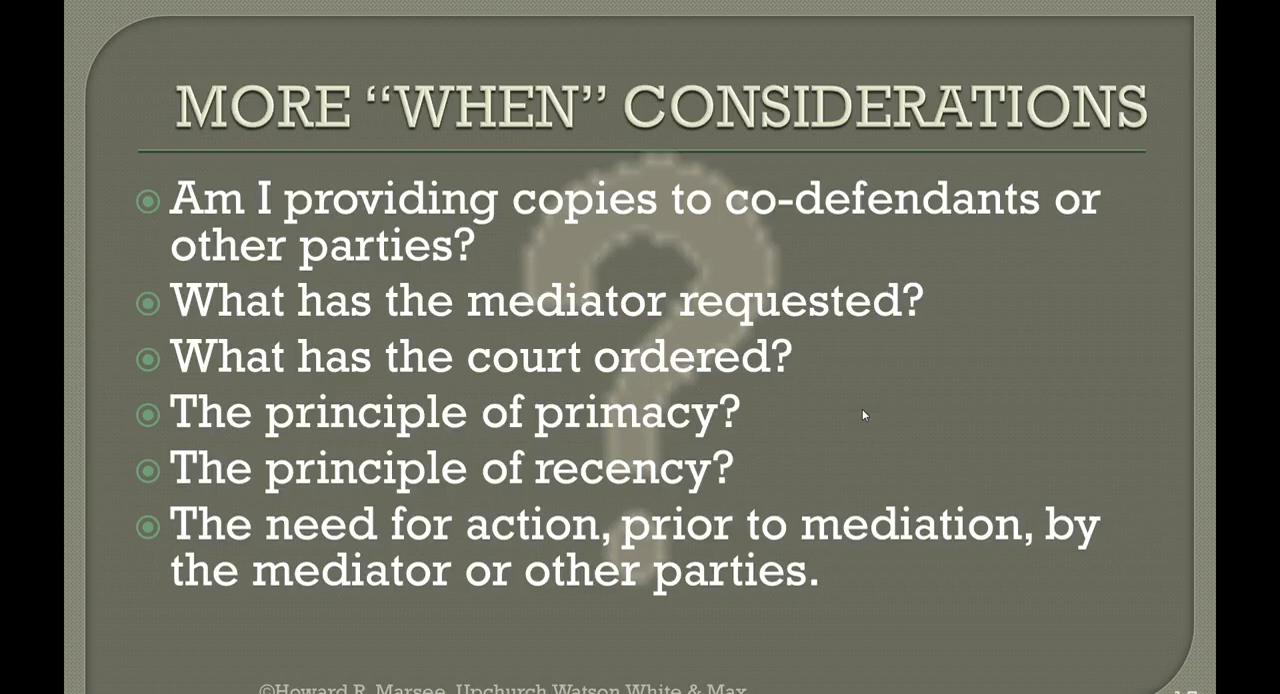 MORE “WHEN” CONSIDERATIONS
Am I providing copies to co-defendants or
other parties?
What has the mediator requested?
What has the court ordered?
The principle of primacy?
The principle of recency?
The need for action, prior to mediation, by
the mediator or other parties.
©Howard R. Marsee, Upchurch Watson White & Max